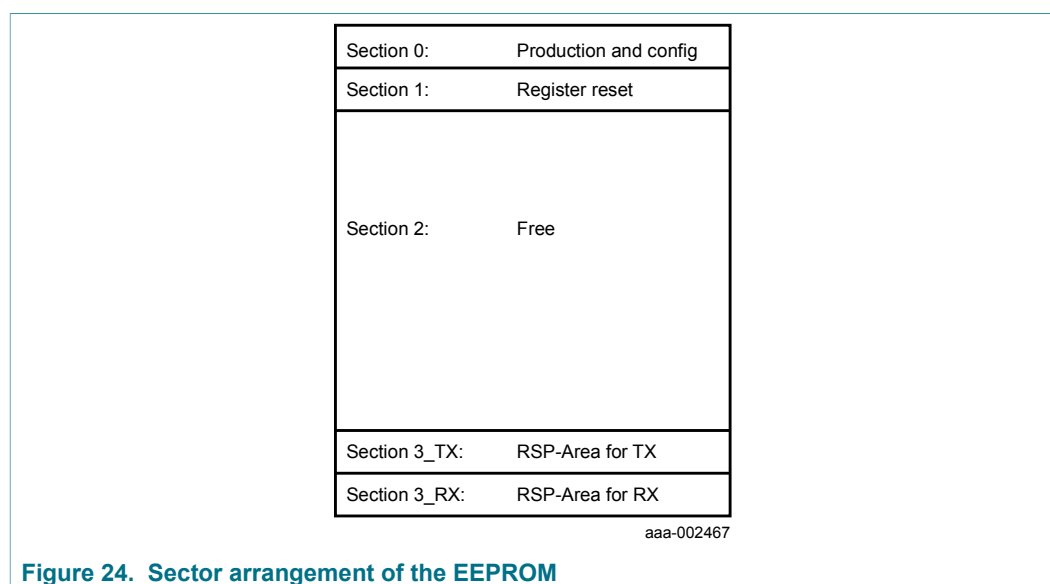 Section 0: Production and config
Section 1: Register reset
Section 2: Free
Section 3_TX: RSP-Area for TX
Section 3_RX: RSP-Area for RX
aaa-002467
Figure 24. Sector arrangement of the EEPROM